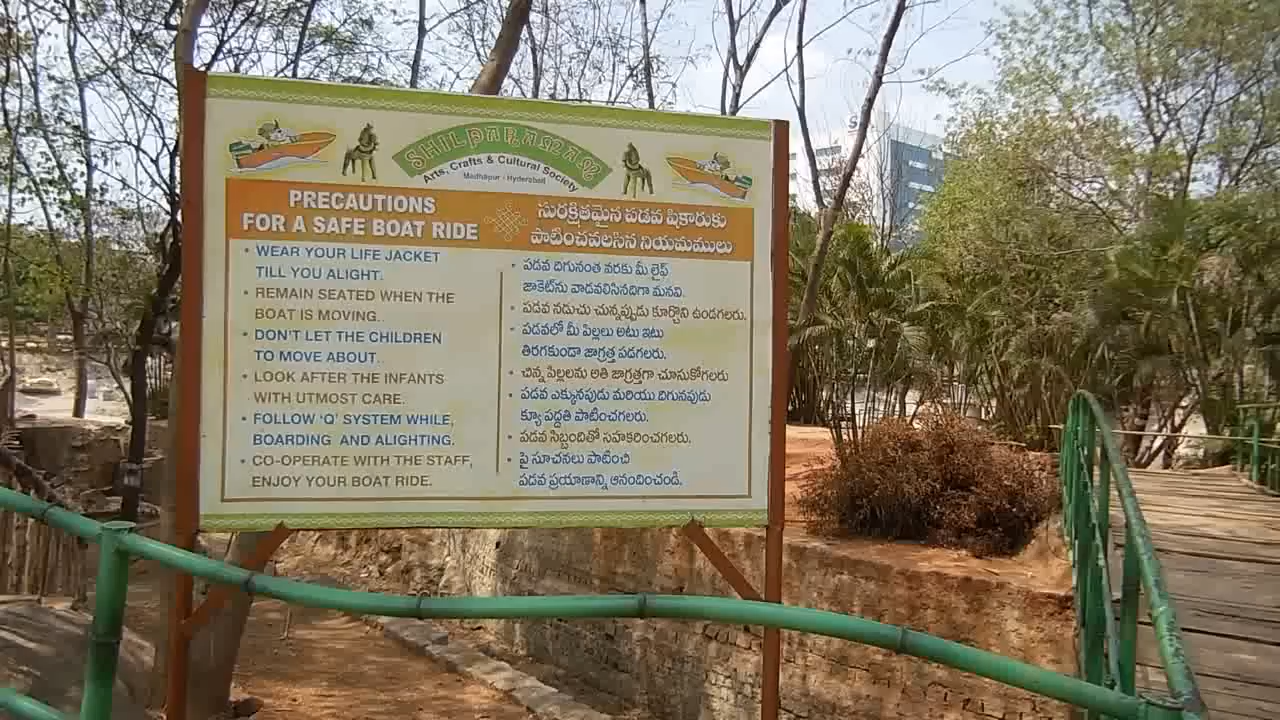 SHILPARAMAM
Arts, Crafts & Cultural Society
Madhapur - Hyderabad
PRECAUTIONS
FOR A SAFE BOAT RIDE
సురక్షితమైన పడవ షికారుకు
పాటించవలసిన నియమములు
• WEAR YOUR LIFE JACKET
TILL YOU ALIGHT.
• REMAIN SEATED WHEN THE
BOAT IS MOVING..
• DON'T LET THE CHILDREN
TO MOVE ABOUT..
• LOOK AFTER THE INFANTS
WITH UTMOST CARE.
• FOLLOW 'Q' SYSTEM WHILE,
BOARDING AND ALIGHTING.
• CO-OPERATE WITH THE STAFF,
ENJOY YOUR BOAT RIDE.
• పడవ దిగునంత వరకు మీ లైఫ్
జాకెట్‌ను వాడవలిసినదిగా మనవి.
• పడవ నడుచు చున్నప్పుడు కూర్చొని ఉండగలరు.
• పడవలో మీ పిల్లలు అటు ఇటు
తిరగకుండా జాగ్రత్త పడగలరు.
• చిన్న పిల్లలను అతి జాగ్రత్తగా చూసుకోగలరు
• పడవ ఎక్కునపుడు మరియు దిగునపుడు
క్యూ పద్ధతి పాటించగలరు.
• పడవ సిబ్బందితో సహకరించగలరు.
• పై సూచనలు పాటించి
పడవ ప్రయాణాన్ని ఆనందించండి.